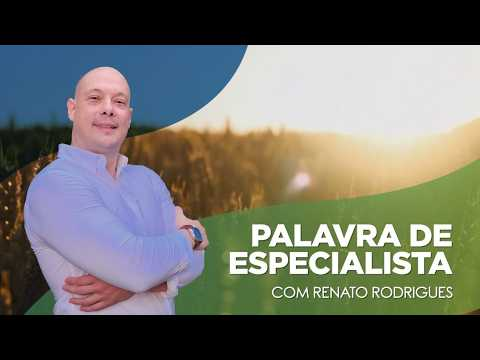 PALAVRA DE
ESPECIALISTA
COM RENATO RODRIGUES